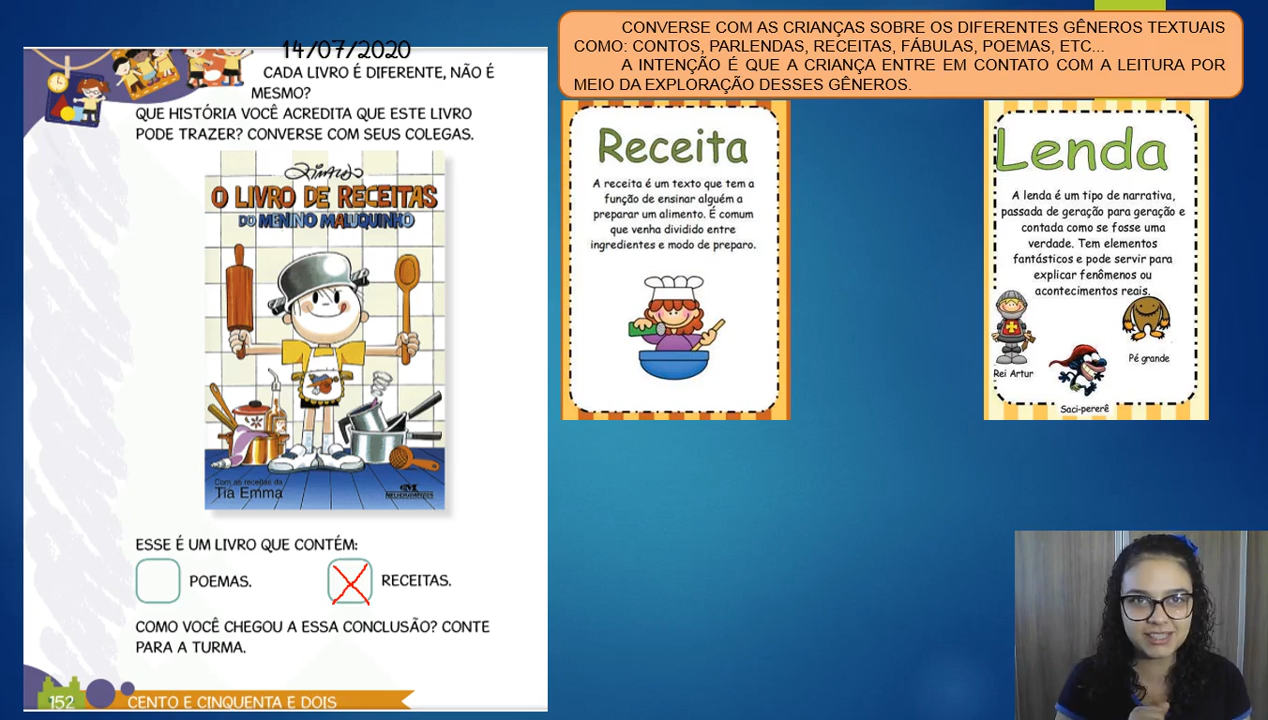 14/07/2020
CADA LIVRO É DIFERENTE, NÃO É
MESMO?
QUE HISTÓRIA VOCÊ ACREDITA QUE ESTE LIVRO
PODE TRAZER? CONVERSE COM SEUS COLEGAS.
ZIRALDO
O LIVRO DE RECEITAS
DO MENINO MALUQUINHO
Com as receitas da
Tia Emma
MELHORAMENTOS
ESSE É UM LIVRO QUE CONTÉM:
POEMAS.
RECEITAS.
COMO VOCÊ CHEGOU A ESSA CONCLUSÃO? CONTE
PARA A TURMA.
152
CENTO E CINQUENTA E DOIS
CONVERSE COM AS CRIANÇAS SOBRE OS DIFERENTES GÊNEROS TEXTUAIS
COMO: CONTOS, PARLENDAS, RECEITAS, FÁBULAS, POEMAS, ETC...
A INTENÇÃO É QUE A CRIANÇA ENTRE EM CONTATO COM A LEITURA POR
MEIO DA EXPLORAÇÃO DESSES GÊNEROS.
Receita
A receita é um texto que tem a
função de ensinar alguém a
preparar um alimento. É comum
que venha dividido entre
ingredientes e modo de preparo.
Lenda
A lenda é um tipo de narrativa,
passada de geração para geração e
contada como se fosse uma
verdade. Tem elementos
fantásticos e pode servir para
explicar fenômenos ou
acontecimentos reais.
Rei Artur
Pé grande
Saci-pererê